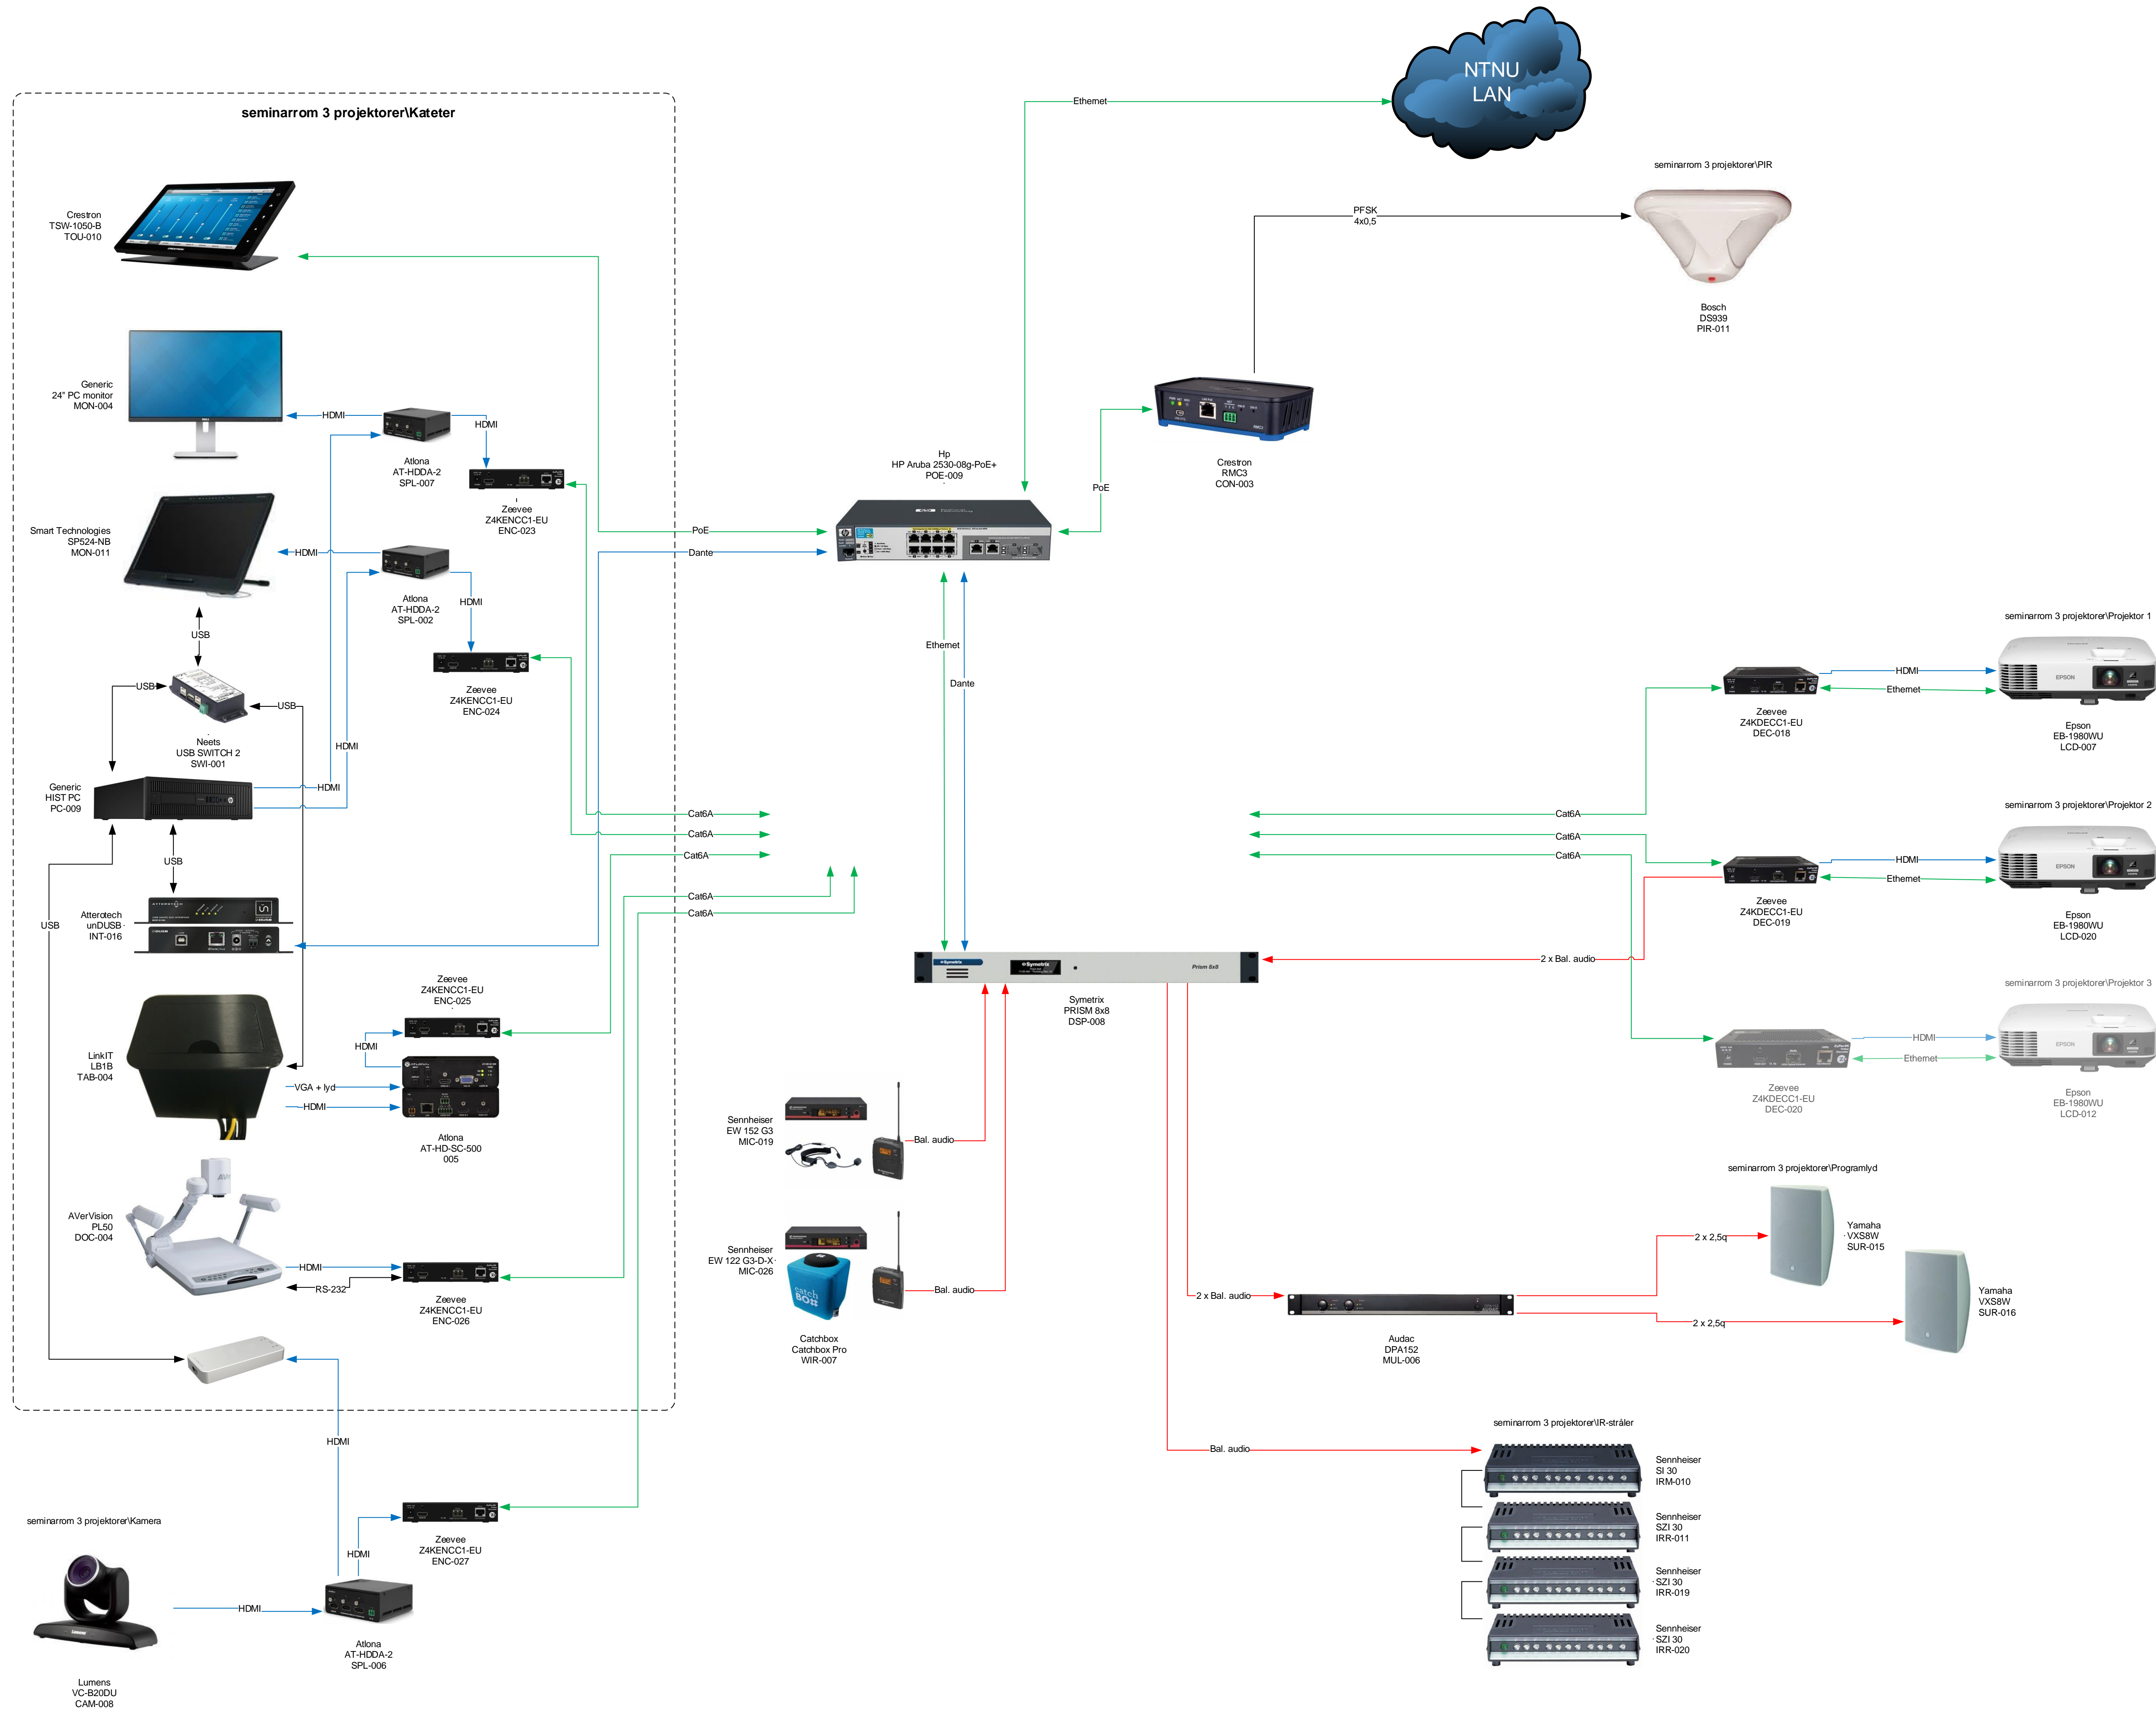 NTNU
LAN
Ethernet
seminarrom 3 projektorer\Kateter
seminarrom 3 projektorer\PIR
Crestron
TSW-1050-B
TOU-010
PFSK
4x0,5
Bosch
DS939
PIR-011
Generic
24" PC monitor
MON-004
HDMI
HDMI
Atlona
AT-HDDA-2
SPL-007
Zeevee
Z4KENCC1-EU
ENC-023
Hp
HP Aruba 2530-08g-PoE+
POE-009
Crestron
RMC3
CON-003
PoE
PoE
Dante
Smart Technologies
SP524-NB
MON-011
HDMI
Atlona
AT-HDDA-2
SPL-002
HDMI
USB
Zeevee
Z4KENCC1-EU
ENC-024
USB
USB
Neets
USB SWITCH 2
SWI-001
HDMI
HDMI
Generic
HIST PC
PC-009
Ethernet
Dante
seminarrom 3 projektorer\Projektor 1
HDMI
Ethernet
EPSON
Zeevee
Z4KDECC1-EU
DEC-018
Epson
EB-1980WU
LCD-007
Cat6A
Cat6A
Cat6A
Cat6A
Cat6A
Cat6A
Cat6A
Cat6A
seminarrom 3 projektorer\Projektor 2
HDMI
Ethernet
EPSON
Zeevee
Z4KDECC1-EU
DEC-019
Epson
EB-1980WU
LCD-020
USB
USB
Atterotech
unDUSB
INT-016
Symetrix
Symetrix
Prism 8x8
2 x Bal. audio
Symetrix
PRISM 8x8
DSP-008
seminarrom 3 projektorer\Projektor 3
HDMI
Ethernet
EPSON
Zeevee
Z4KDECC1-EU
DEC-020
Epson
EB-1980WU
LCD-012
Zeevee
Z4KENCC1-EU
ENC-025
HDMI
LinkIT
LB1B
TAB-004
VGA + lyd
HDMI
Atlona
AT-HD-SC-500
005
Sennheiser
EW 152 G3
MIC-019
Bal. audio
AVerVision
PL50
DOC-004
HDMI
RS-232
Zeevee
Z4KENCC1-EU
ENC-026
Sennheiser
EW 122 G3-D-X
MIC-026
catch
BOX
Bal. audio
Catchbox
Catchbox Pro
WIR-007
seminarrom 3 projektorer\Programlyd
2 x 2,5q
Yamaha
VXS8W
SUR-015
2 x Bal. audio
2 x 2,5q
Yamaha
VXS8W
SUR-016
Audac
DPA152
MUL-006
HDMI
seminarrom 3 projektorer\IR-stråler
Bal. audio
Sennheiser
SI 30
IRM-010
Sennheiser
SZI 30
IRR-011
Sennheiser
SZI 30
IRR-019
Sennheiser
SZI 30
IRR-020
seminarrom 3 projektorer\Kamera
Zeevee
Z4KENCC1-EU
ENC-027
HDMI
HDMI
Atlona
AT-HDDA-2
SPL-006
Lumens
Lumens
VC-B20DU
CAM-008